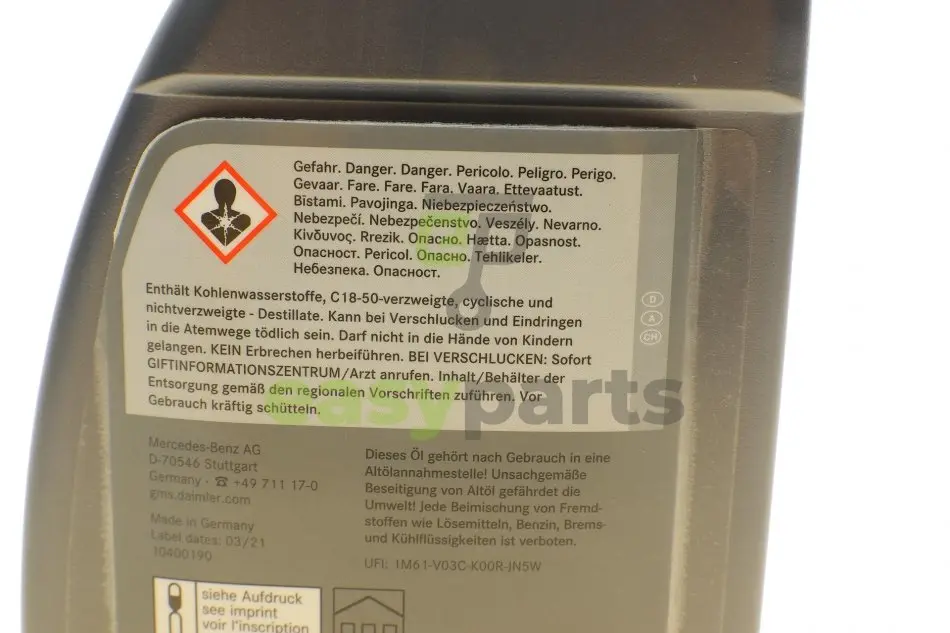 Gefahr. Danger. Danger. Pericolo. Peligro. Perigo.
Gevaar. Fare. Fare. Fara. Vaara. Ettevaatust.
Bīstami. Pavojinga. Niebezpieczeństwo.
Nebezpečí. Nebezpečenstvo. Veszély. Nevarno.
Κίνδυνος. Rrezik. Опасно. Hætta. Opasnost.
Опасност. Pericol. Опасно. Tehlikeler.
Небезпека. Опасност.
Enthält Kohlenwasserstoffe, C18-50-verzweigte, cyclische und
nichtverzweigte - Destillate. Kann bei Verschlucken und Eindringen
in die Atemwege tödlich sein. Darf nicht in die Hände von Kindern
gelangen. KEIN Erbrechen herbeiführen. BEI VERSCHLUCKEN: Sofort
GIFTINFORMATIONSZENTRUM/Arzt anrufen. Inhalt/Behälter der
Entsorgung gemäß den regionalen Vorschriften zuführen. Vor
Gebrauch kräftig schütteln.
D
A
CH
easyparts
Mercedes-Benz AG
D-70546 Stuttgart
Germany · ☎ +49 711 17-0
gms.daimler.com
Made in Germany
Label dates: 03/21
10400190
Dieses Öl gehört nach Gebrauch in eine
Altölannahmestelle! Unsachgemäße
Beseitigung von Altöl gefährdet die
Umwelt! Jede Beimischung von Fremd-
stoffen wie Lösemitteln, Benzin, Brems-
und Kühlflüssigkeiten ist verboten.
UFI: 1M61-V03C-K00R-JN5W
siehe Aufdruck
see imprint
voir l'inscription